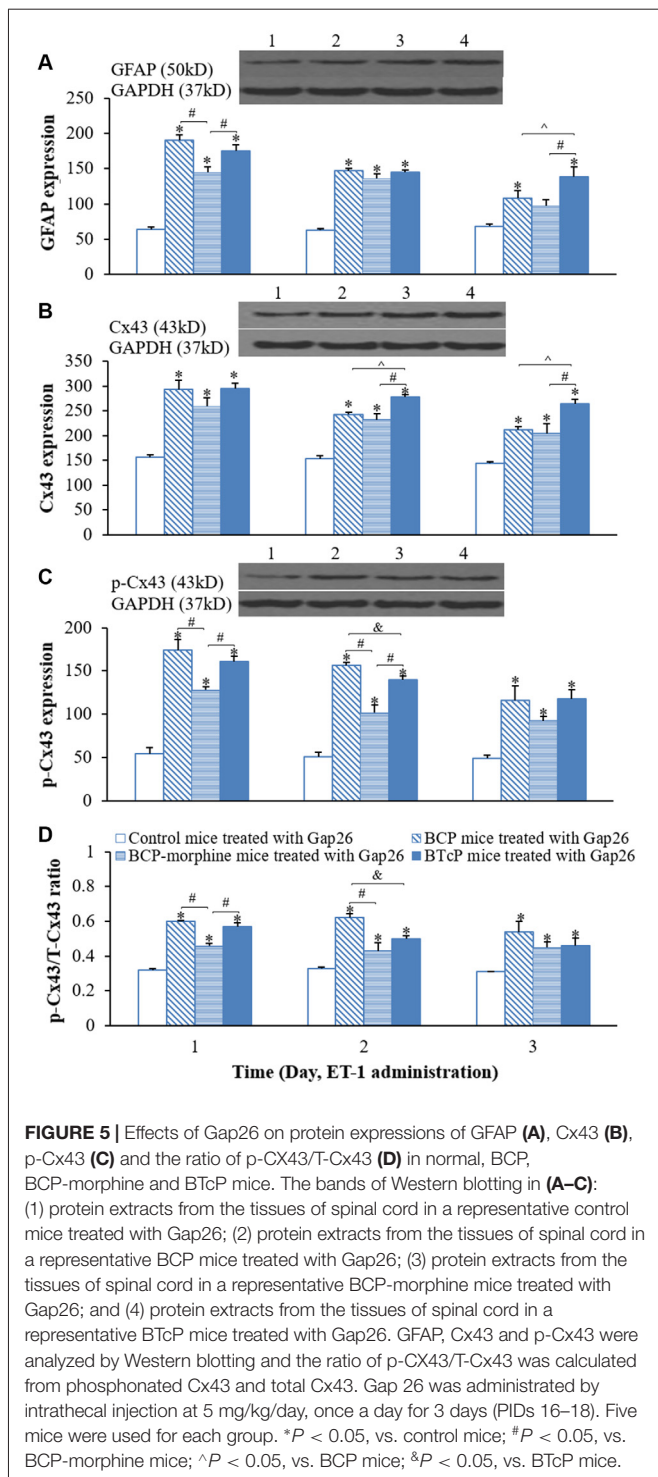 A
1 2 3 4
GFAP (50kD)
GAPDH (37kD)
250
200
150
100
50
0
GFAP expression
* # * # *
* * *
^ * # *
B
1 2 3 4
Cx43 (43kD)
GAPDH (37kD)
350
300
250
200
150
100
50
0
Cx43 expression
* * *
^ * * # *
^ * * # *
C
1 2 3 4
p-Cx43 (43kD)
GAPDH (37kD)
200
150
100
50
0
p-Cx43 expression
* # * # *
& * # * # *
* * *
D
Control mice treated with Gap26 BCP mice treated with Gap26
BCP-morphine mice treated with Gap26 BTcP mice treated with Gap26
1
0.8
0.6
0.4
0.2
0
p-Cx43/T-Cx43 ratio
* # * # *
& * # * *
* * *
1 2 3
Time (Day, ET-1 administration)
FIGURE 5 | Effects of Gap26 on protein expressions of GFAP (A), Cx43 (B),
p-Cx43 (C) and the ratio of p-CX43/T-Cx43 (D) in normal, BCP,
BCP-morphine and BTcP mice. The bands of Western blotting in (A–C):
(1) protein extracts from the tissues of spinal cord in a representative control
mice treated with Gap26; (2) protein extracts from the tissues of spinal cord in
a representative BCP mice treated with Gap26; (3) protein extracts from the
tissues of spinal cord in a representative BCP-morphine mice treated with
Gap26; and (4) protein extracts from the tissues of spinal cord in a
representative BTcP mice treated with Gap26. GFAP, Cx43 and p-Cx43 were
analyzed by Western blotting and the ratio of p-CX43/T-Cx43 was calculated
from phosphonated Cx43 and total Cx43. Gap 26 was administrated by
intrathecal injection at 5 mg/kg/day, once a day for 3 days (PIDs 16–18). Five
mice were used for each group. *P < 0.05, vs. control mice; #P < 0.05, vs.
BCP-morphine mice; ^P < 0.05, vs. BCP mice; &P < 0.05, vs. BTcP mice.